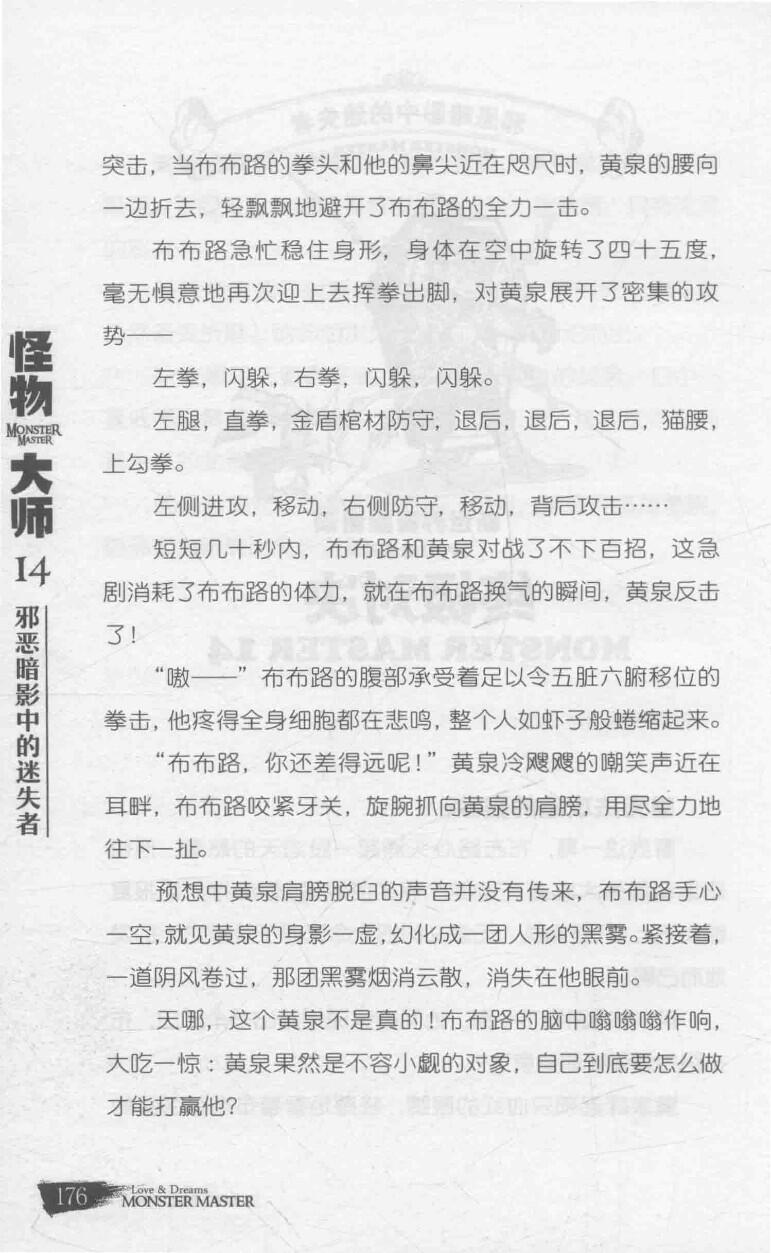 突击，当布布路的拳头和他的鼻尖近在咫尺时，黄泉的腰向
一边折去，轻飘飘地避开了布布路的全力一击。
布布路急忙稳住身形，身体在空中旋转了四十五度，
毫无惧意地再次迎上去挥拳出脚，对黄泉展开了密集的攻
势——
左拳，闪躲，右拳，闪躲，闪躲。
左腿，直拳，金盾棺材防守，退后，退后，退后，猫腰，
上勾拳。
左侧进攻，移动，右侧防守，移动，背后攻击……
短短几十秒内，布布路和黄泉对战了不下百招，这急
剧消耗了布布路的体力，就在布布路换气的瞬间，黄泉反击
了！
“嗷——”布布路的腹部承受着足以令五脏六腑移位的
拳击，他疼得全身细胞都在悲鸣，整个人如虾子般蜷缩起来。
“布布路，你还差得远呢！”黄泉冷飕飕的嘲笑声近在
耳畔，布布路咬紧牙关，旋腕抓向黄泉的肩膀，用尽全力地
往下一扯。
预想中黄泉肩膀脱臼的声音并没有传来，布布路手心
一空，就见黄泉的身影一虚，幻化成一团人形的黑雾。紧接着，
一道阴风卷过，那团黑雾烟消云散，消失在他眼前。
天哪，这个黄泉不是真的！布布路的脑中嗡嗡嗡作响，
大吃一惊：黄泉果然是不容小觑的对象，自己到底要怎么做
才能打赢他？
怪物
MONSTER
MASTER
大师
14
邪恶暗影中的迷失者
176
Love & Dreams
MONSTER MASTER